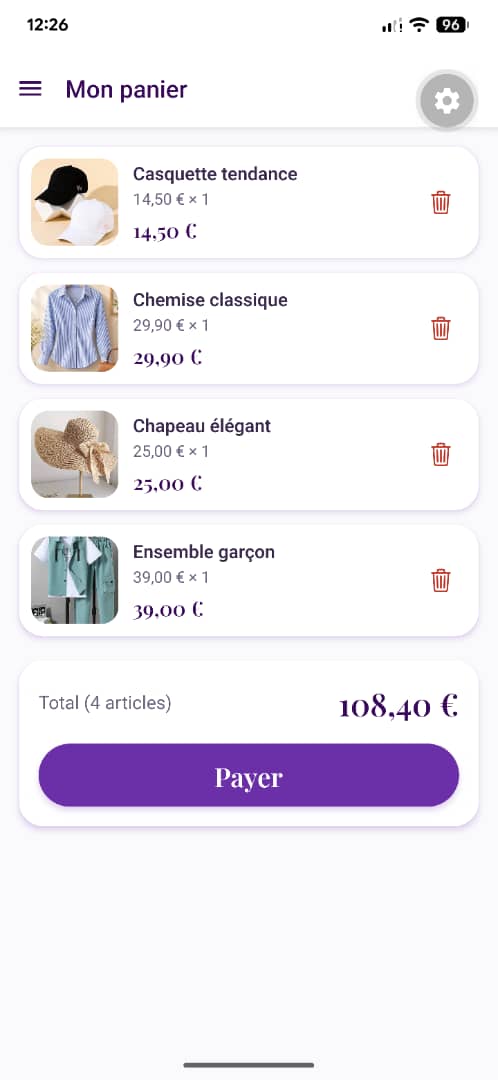 12:26
96
Mon panier
Casquette tendance
14,50 € × 1
14,50 €
Chemise classique
29,90 € × 1
29,90 €
Chapeau élégant
25,00 € × 1
25,00 €
Ensemble garçon
39,00 € × 1
39,00 €
Total (4 articles)
108,40 €
Payer